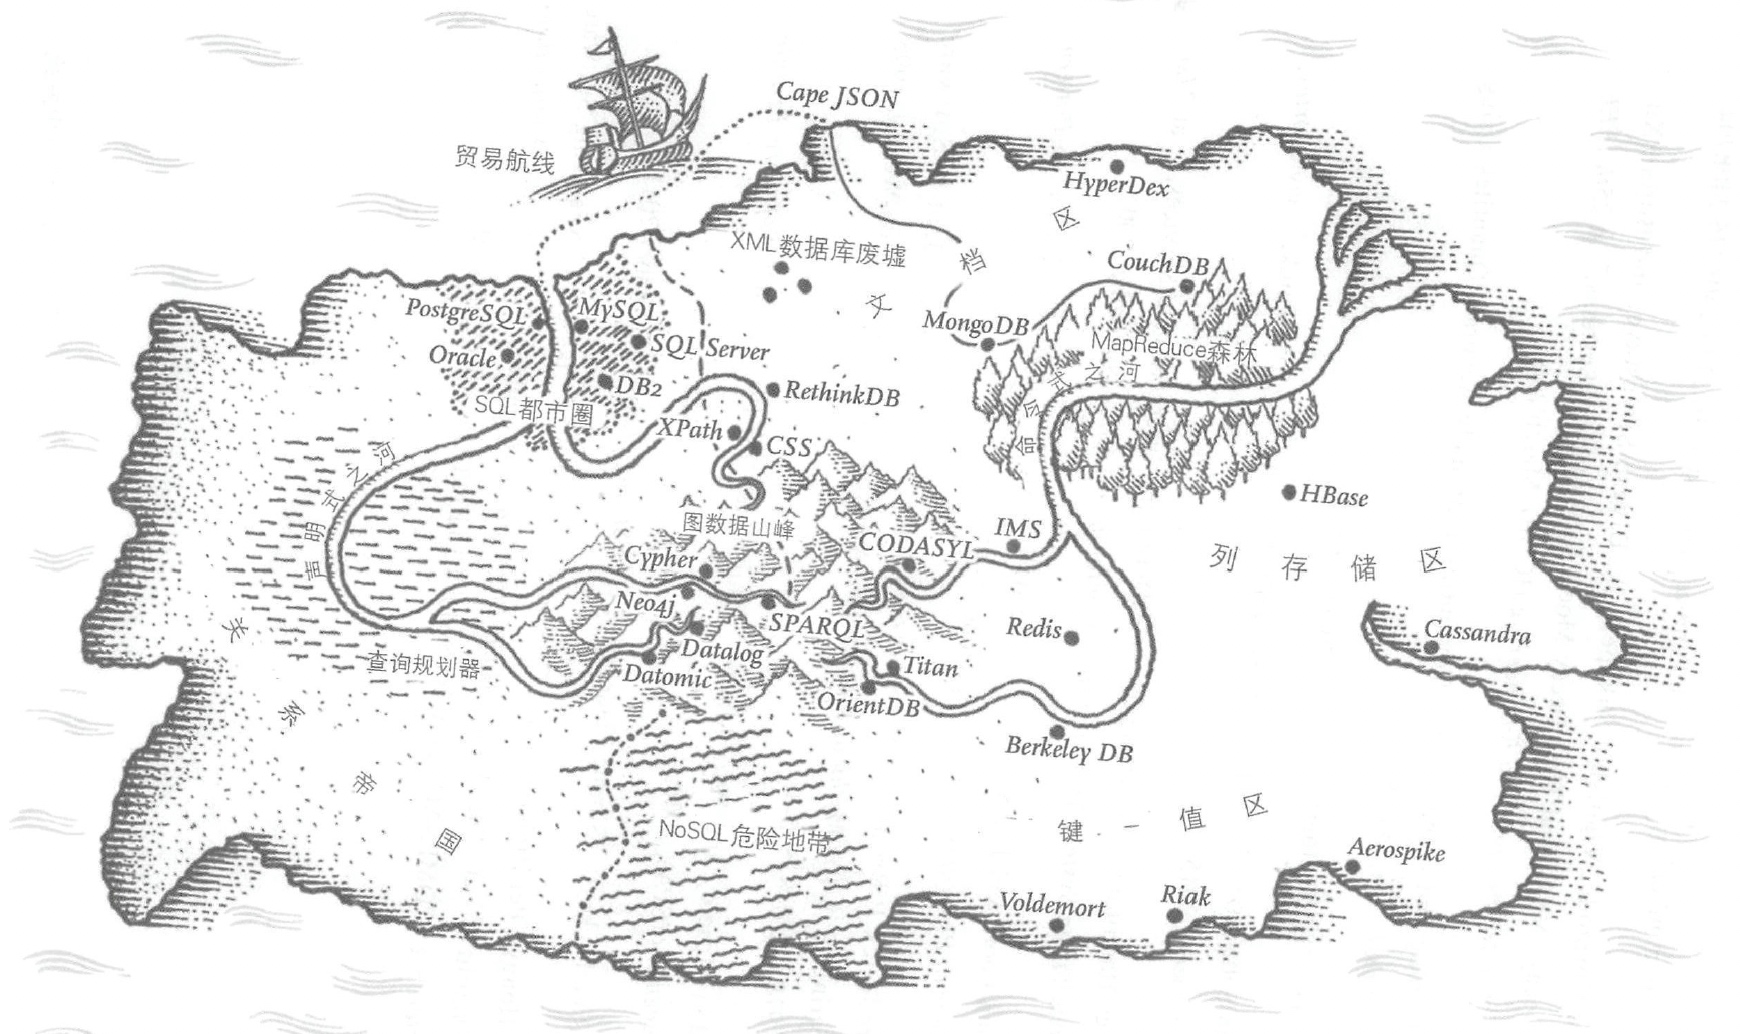 Cape JSON
贸易航线
HyperDex
XML数据库废墟
档区
CouchDB
PostgreSQL
MySQL
MongoDB
SQL Server
MapReduce森林
Oracle
DB2
RethinkDB
SQL都市圈
命令式之河
XPath
CSS
声明式之河
HBase
图数据山峰
IMS
CODASYL
Cypher
列存储区
Neo4j
SPARQL
Redis
Cassandra
Datalog
查询规划器
Datomic
Titan
OrientDB
关系帝国
Berkeley DB
NoSQL危险地带
键-值区
Aerospike
Voldemort
Riak